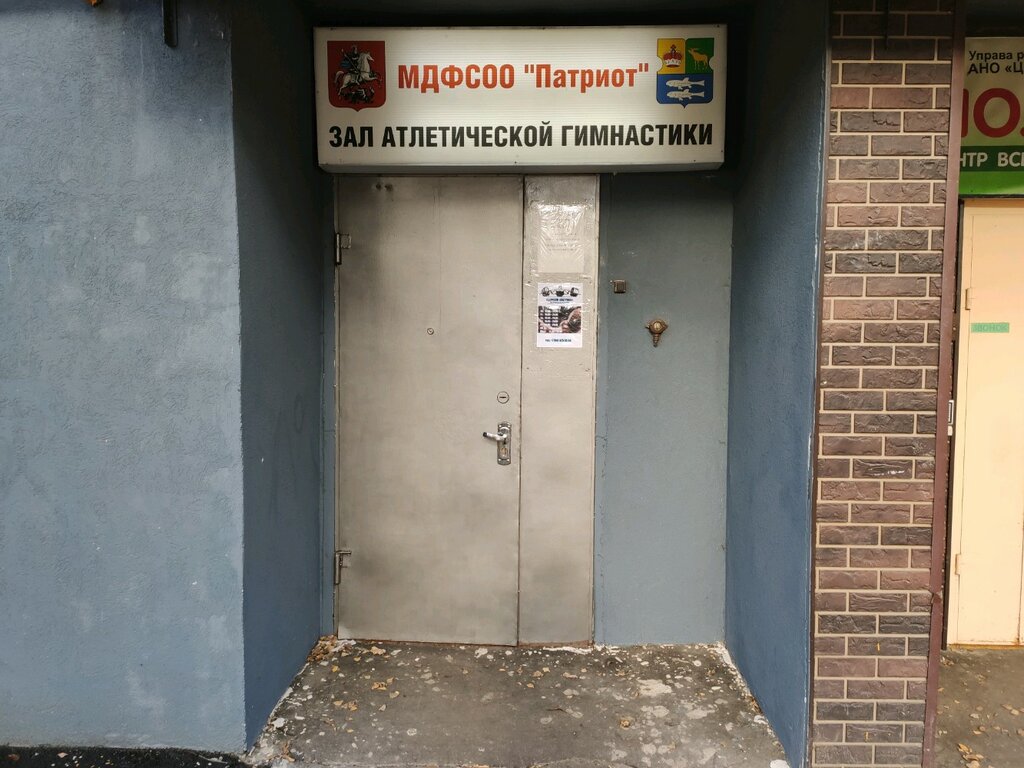 МДФСОО "Патриот"
ЗАЛ АТЛЕТИЧЕСКОЙ ГИМНАСТИКИ
Управа р
АНО «Ц
ЗВОНОК